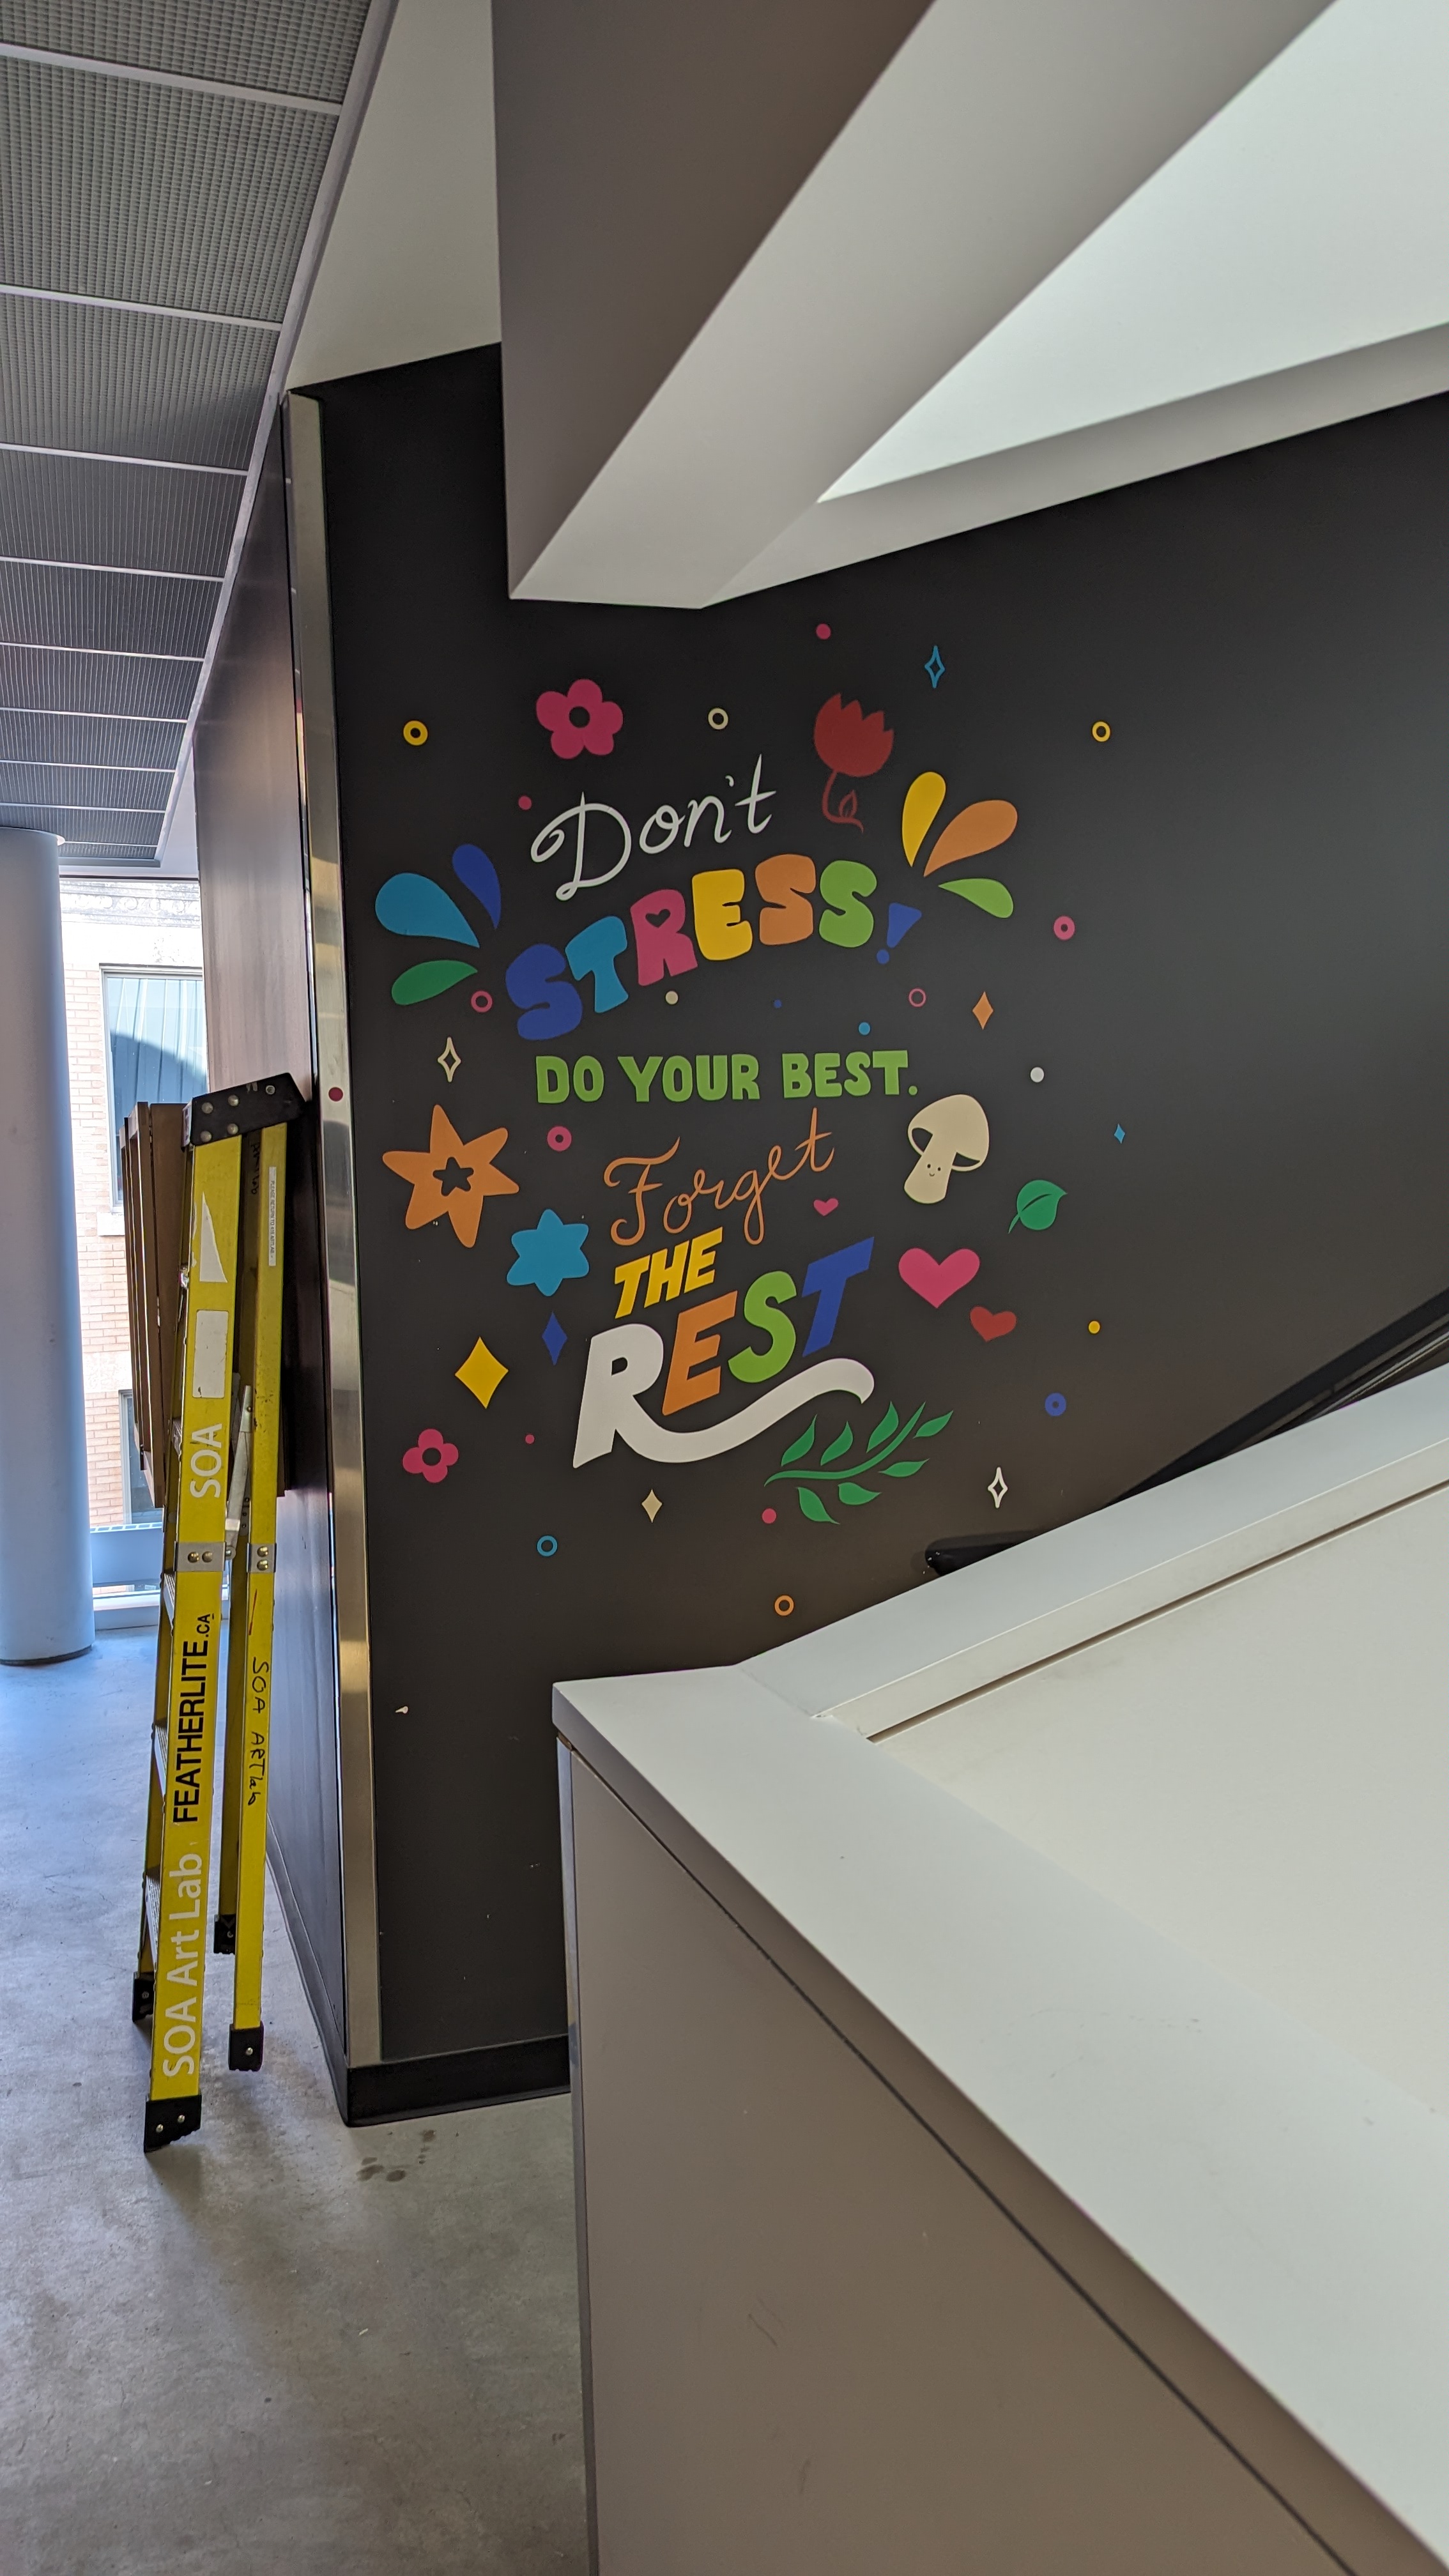 Don't
STRESS!
DO YOUR BEST.
Forget
THE
REST
SOA
FEATHERLITE.CA
SOA Art Lab
SOA ARTlab